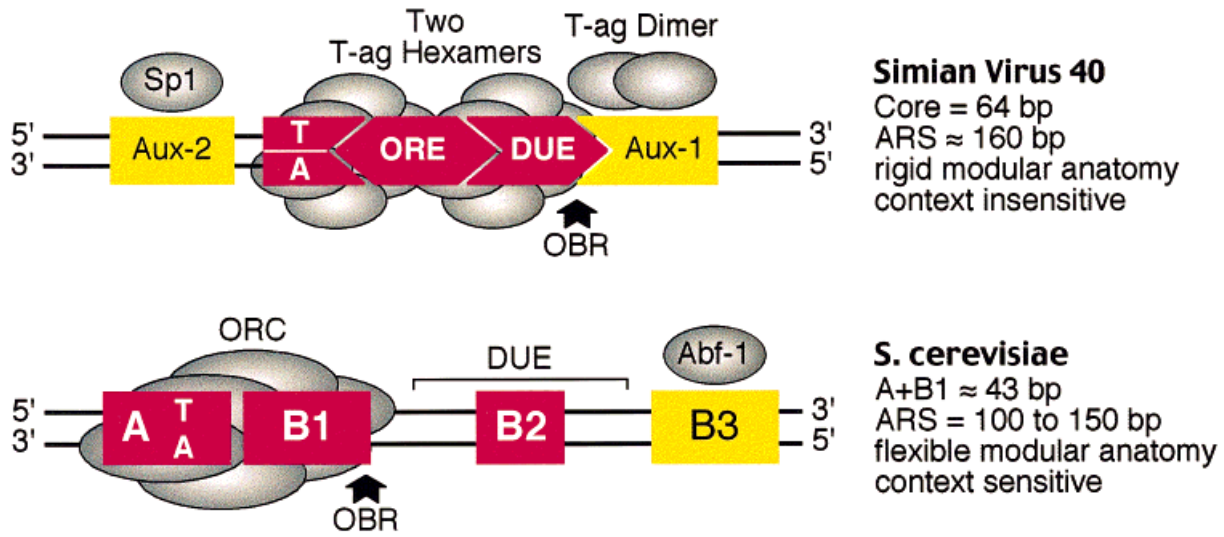 Two
T-ag Hexamers
T-ag Dimer
Sp1
5'
3'
Aux-2
T
A
ORE
DUE
Aux-1
3'
5'
OBR
Simian Virus 40
Core = 64 bp
ARS ≈ 160 bp
rigid modular anatomy
context insensitive
ORC
DUE
Abf-1
5'
3'
A
T
A
B1
B2
B3
3'
5'
OBR
S. cerevisiae
A+B1 ≈ 43 bp
ARS = 100 to 150 bp
flexible modular anatomy
context sensitive